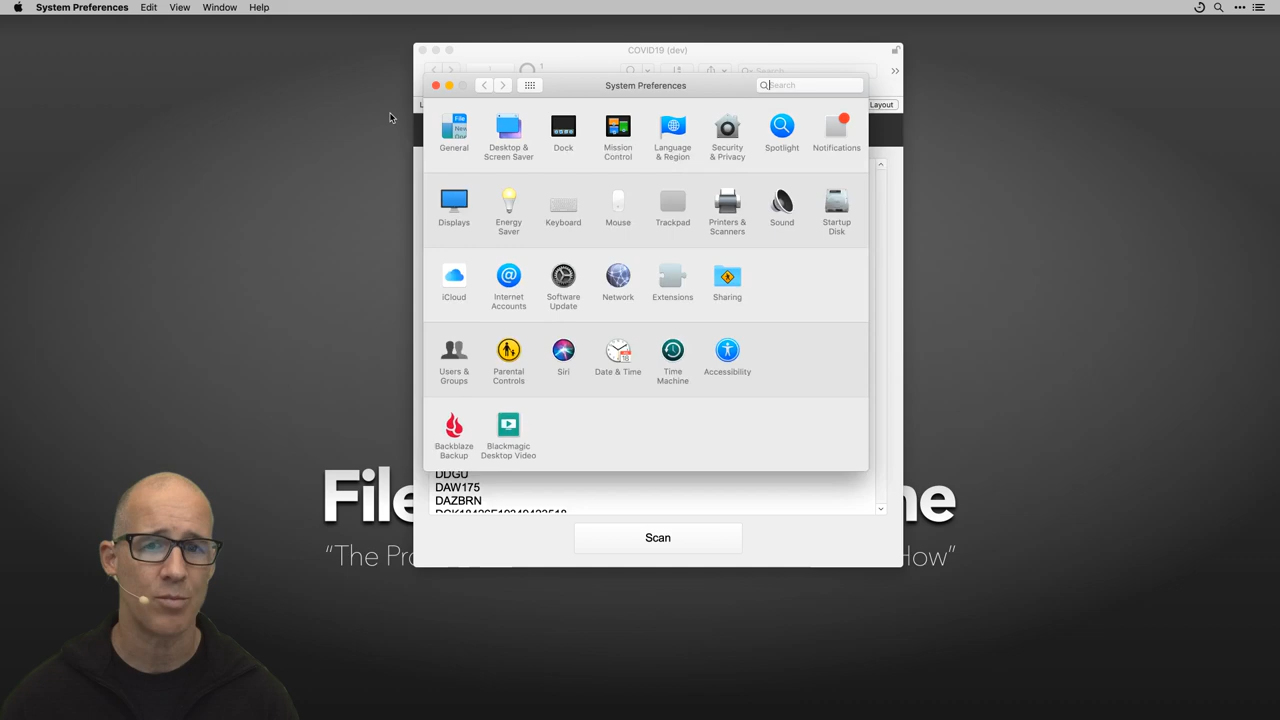 System Preferences Edit View Window Help
COVID19 (dev)
System Preferences
Search
Layout
General
Desktop &
Screen Saver
Dock
Mission
Control
Language
& Region
Security
& Privacy
Spotlight
Notifications
Displays
Energy
Saver
Keyboard
Mouse
Trackpad
Printers &
Scanners
Sound
Startup
Disk
iCloud
Internet
Accounts
Software
Update
Network
Extensions
Sharing
Users &
Groups
Parental
Controls
Siri
Date & Time
Time
Machine
Accessibility
Backblaze
Backup
Blackmagic
Desktop Video
DDGU
DAW175
DAZBRN
Scan
File
ne
“The Pro
How”